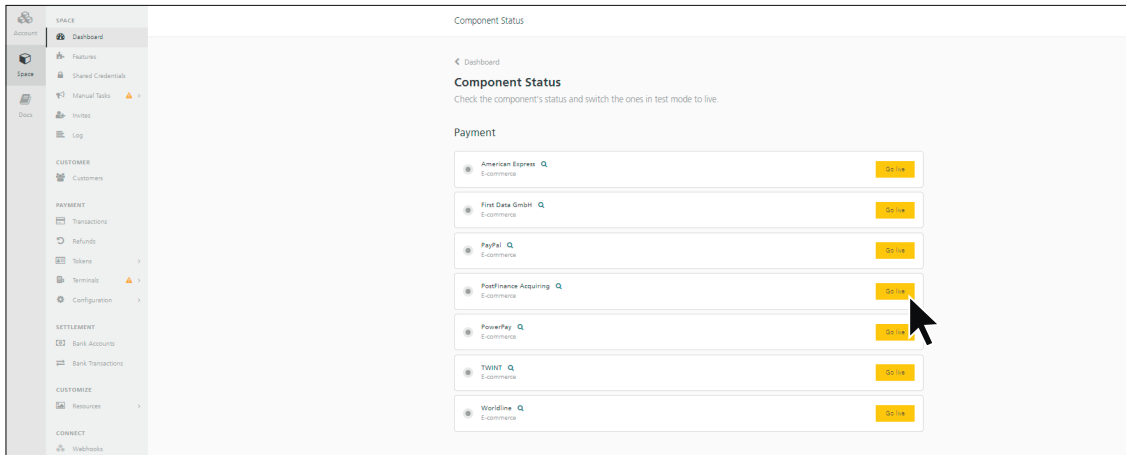 Account
Space
Docs
SPACE
Dashboard
Features
Shared Credentials
Manual Tasks
Invites
Log
CUSTOMER
Customers
PAYMENT
Transactions
Refunds
Tokens
Terminals
Configuration
SETTLEMENT
Bank Accounts
Bank Transactions
CUSTOMIZE
Resources
CONNECT
Webhooks
Component Status
Dashboard
Component Status
Check the component's status and switch the ones in test mode to live.
Payment
American Express
E-commerce
Go live
First Data GmbH
E-commerce
Go live
PayPal
E-commerce
Go live
PostFinance Acquiring
E-commerce
Go live
PowerPay
E-commerce
Go live
TWINT
E-commerce
Go live
Worldline
E-commerce
Go live